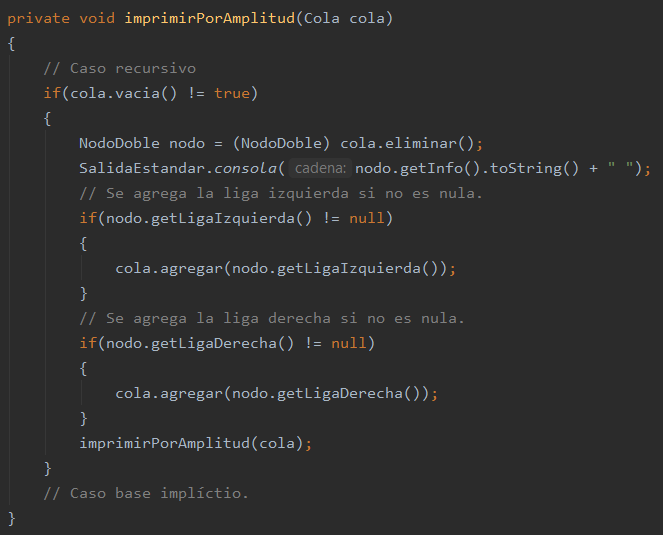 private void imprimirPorAmplitud(Cola cola)
{
// Caso recursivo
if(cola.vacia() != true)
{
NodoDoble nodo = (NodoDoble) cola.eliminar();
SalidaEstandar.consola( cadena: nodo.getInfo().toString() + " ");
// Se agrega la liga izquierda si no es nula.
if(nodo.getLigaIzquierda() != null)
{
cola.agregar(nodo.getLigaIzquierda());
}
// Se agrega la liga derecha si no es nula.
if(nodo.getLigaDerecha() != null)
{
cola.agregar(nodo.getLigaDerecha());
}
imprimirPorAmplitud(cola);
}
// Caso base implíctio.
}